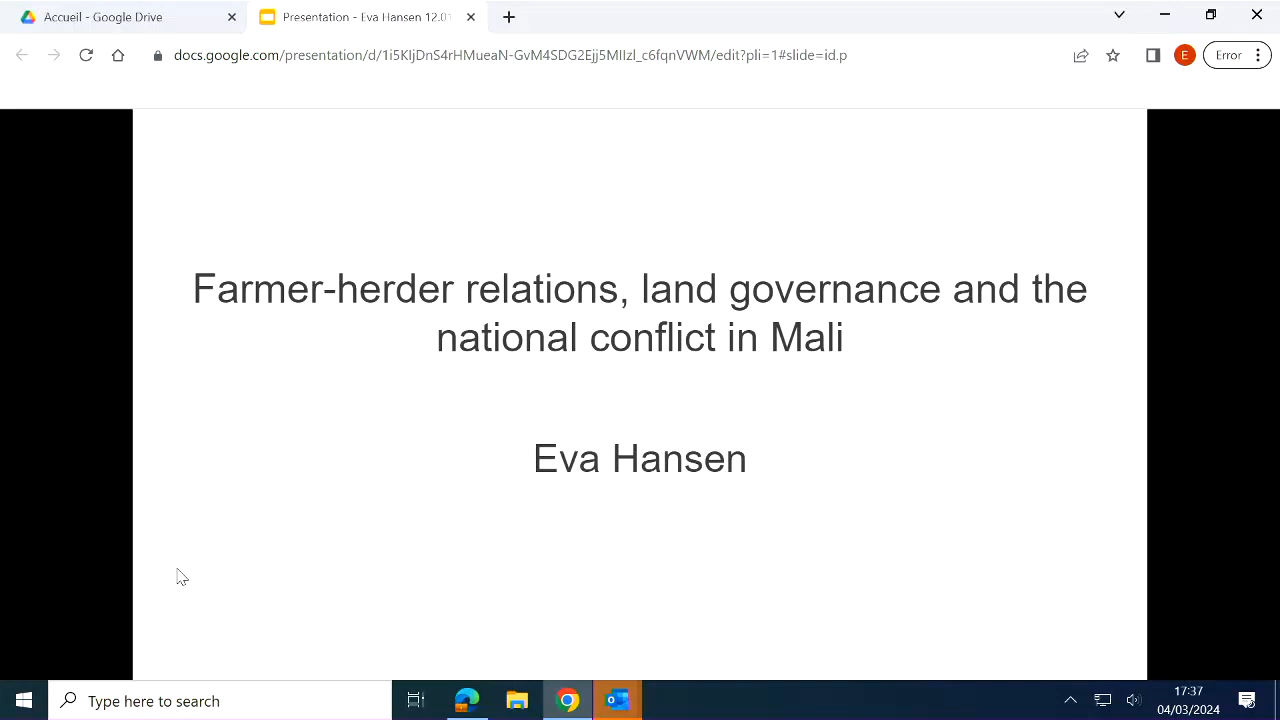 Accueil - Google Drive
Presentation - Eva Hansen 12.01
docs.google.com/presentation/d/1i5KIjDnS4rHMueaN-GvM4SDG2Ejj5MIIzl_c6fqnVWM/edit?pli=1#slide=id.p
E
Error
Farmer-herder relations, land governance and the
national conflict in Mali
Eva Hansen
Type here to search
17:37
04/03/2024